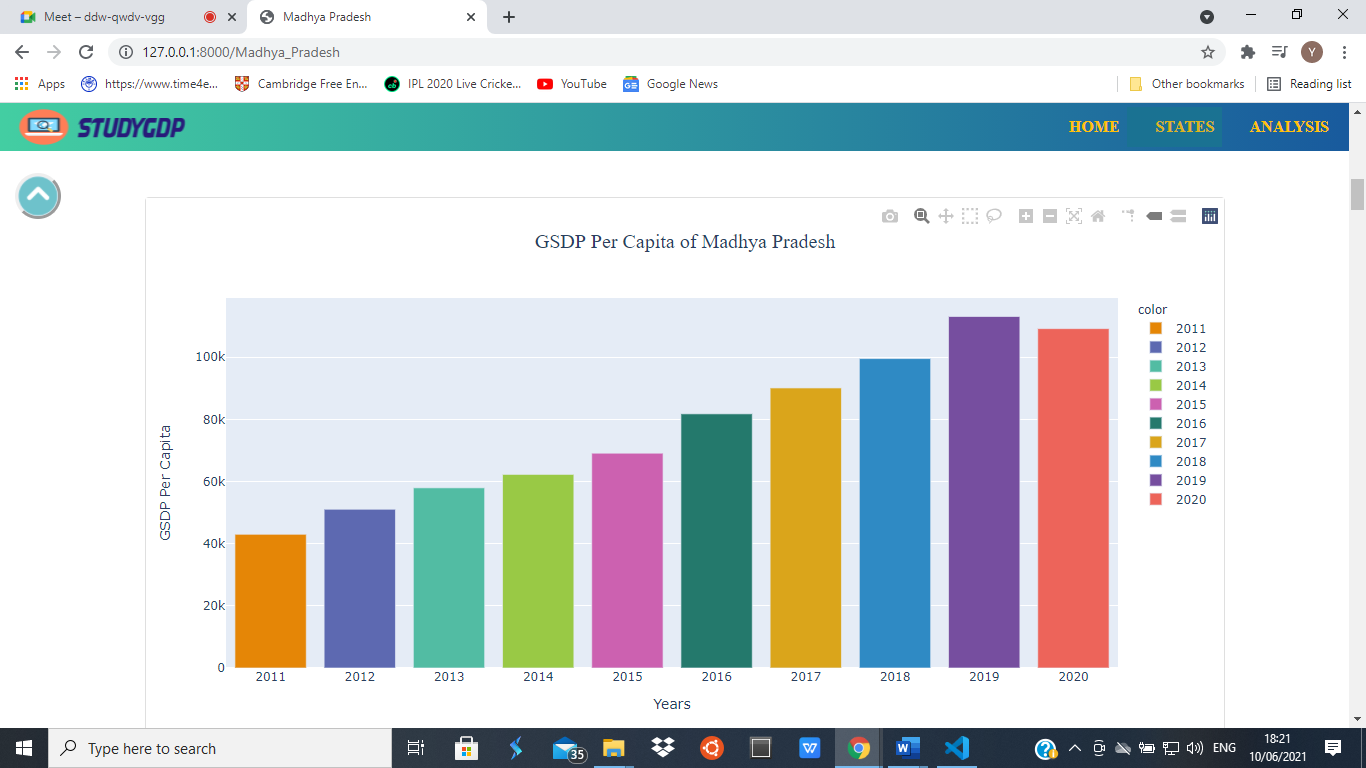 Meet – ddw-qwdv-vgg
Madhya Pradesh
127.0.0.1:8000/Madhya_Pradesh
Y
Apps
https://www.time4e...
Cambridge Free En...
IPL 2020 Live Cricke...
YouTube
Google News
Other bookmarks
Reading list
STUDYGDP
HOME
STATES
ANALYSIS
GSDP Per Capita of Madhya Pradesh
color
2011
2012
2013
2014
2015
2016
2017
2018
2019
2020
100k
80k
60k
40k
20k
0
GSDP Per Capita
2011 2012 2013 2014 2015 2016 2017 2018 2019 2020
Years
Type here to search
35
ENG
18:21
10/06/2021